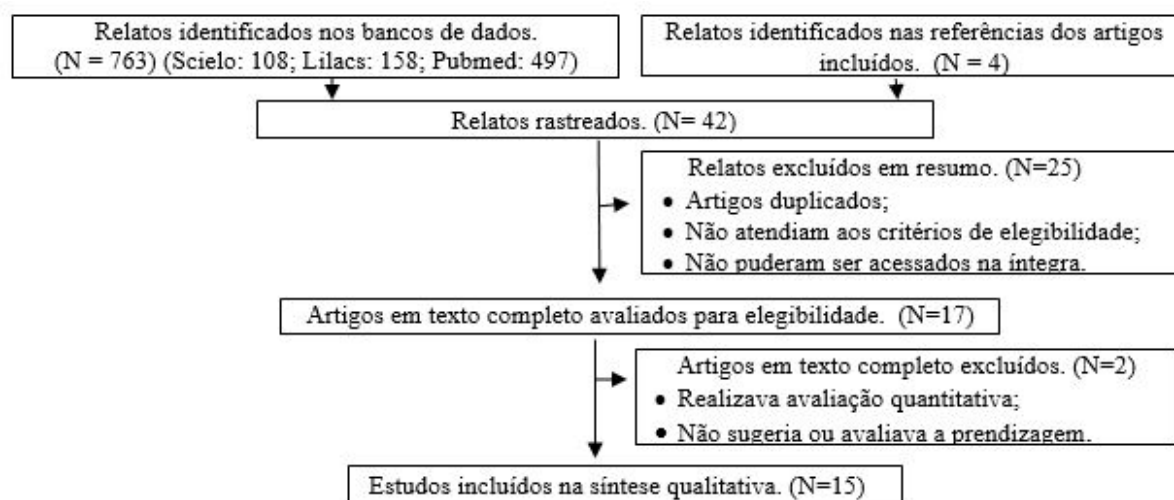 Relatos identificados nos bancos de dados.
(N = 763) (Scielo: 108; Lilacs: 158; Pubmed: 497)
Relatos identificados nas referências dos artigos
incluídos. (N = 4)
Relatos rastreados. (N= 42)
Relatos excluídos em resumo. (N=25)
• Artigos duplicados;
• Não atendiam aos critérios de elegibilidade;
• Não puderam ser acessados na íntegra.
Artigos em texto completo avaliados para elegibilidade. (N=17)
Artigos em texto completo excluídos. (N=2)
• Realizava avaliação quantitativa;
• Não sugeria ou avaliava a prendizagem.
Estudos incluídos na síntese qualitativa. (N=15)